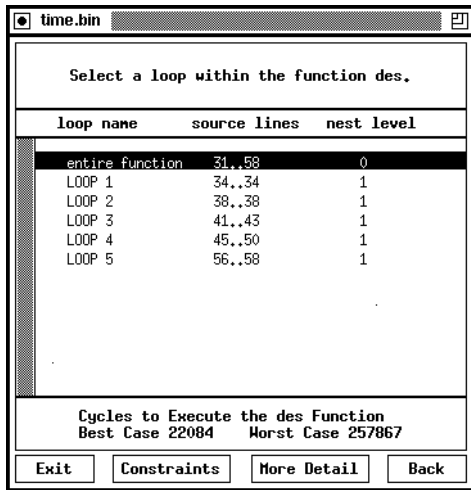 time.bin
Select a loop within the function des.
loop name source lines nest level
entire function 31..58 0
LOOP 1 34..34 1
LOOP 2 38..38 1
LOOP 3 41..43 1
LOOP 4 45..50 1
LOOP 5 56..58 1
Cycles to Execute the des Function
Best Case 22084 Worst Case 257867
Exit Constraints More Detail Back